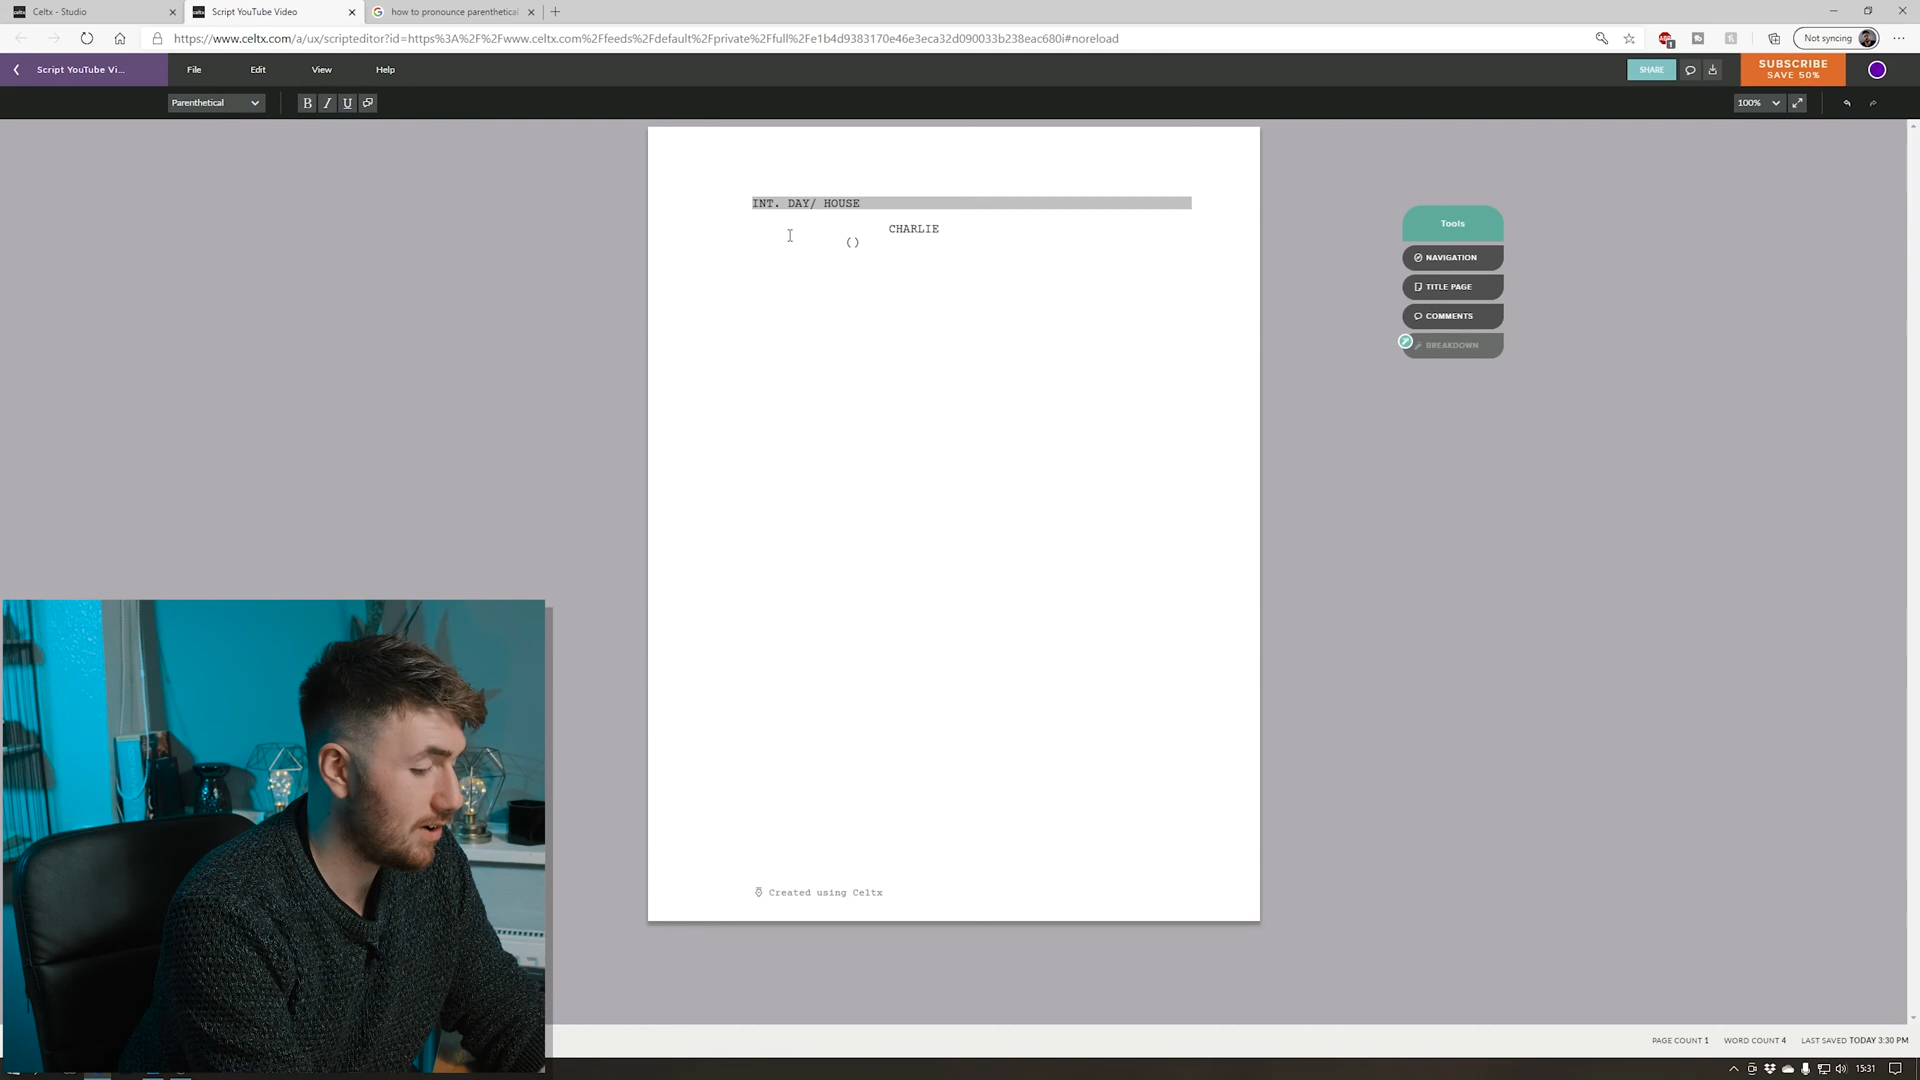 Celtx - Studio
Script YouTube Video
how to pronounce parenthetical
https://www.celtx.com/a/ux/scripteditor?id=https%3A%2F%2Fwww.celtx.com%2Ffeeds%2Fdefault%2Fprivate%2Ffull%2Fe1b4d9383170e46e3eca32d090033b238eac680i#noreload
Not syncing
Script YouTube Vi...
File
Edit
View
Help
SHARE
SUBSCRIBE
SAVE 50%
Parenthetical
B I U
100%
INT. DAY/ HOUSE
CHARLIE
()
Tools
NAVIGATION
TITLE PAGE
COMMENTS
BREAKDOWN
Created using Celtx
PAGE COUNT 1
WORD COUNT 4
LAST SAVED TODAY 3:30 PM
15:31